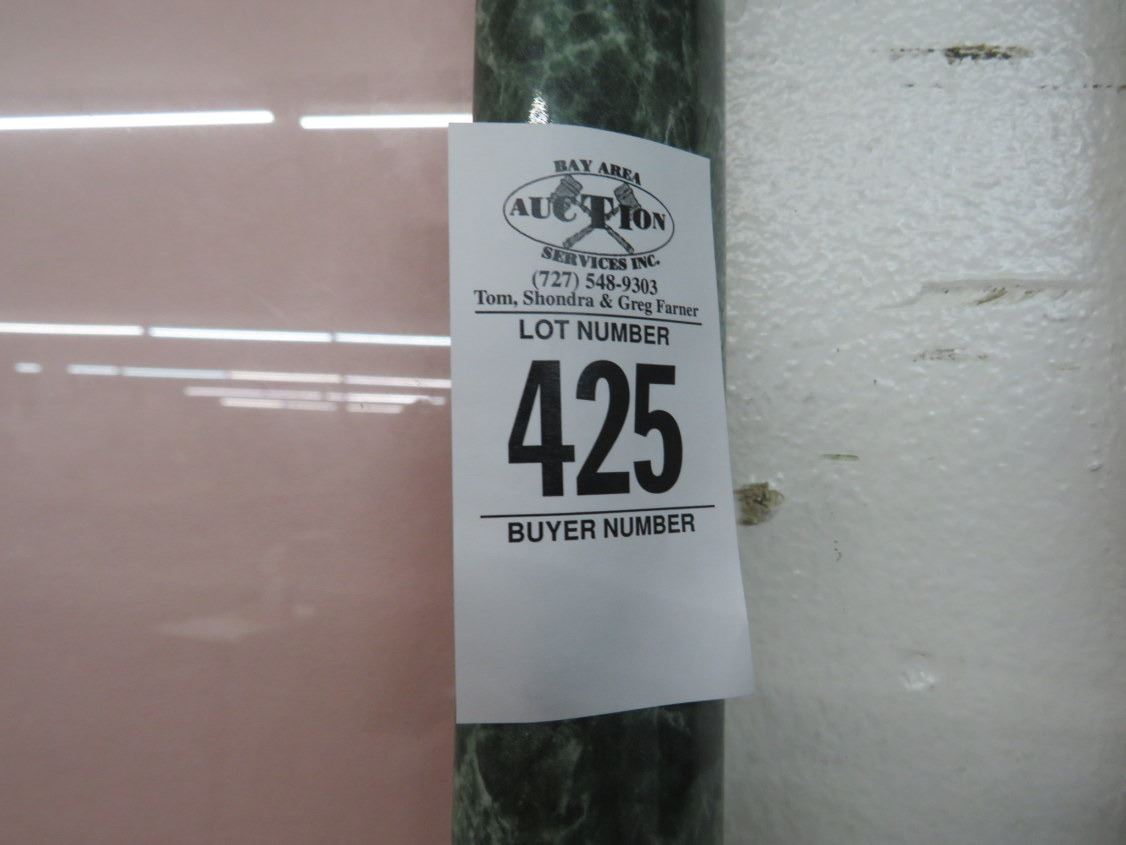 BAY AREA
AUCTION
SERVICES INC.
(727) 548-9303
Tom, Shondra & Greg Farner
LOT NUMBER
425
BUYER NUMBER